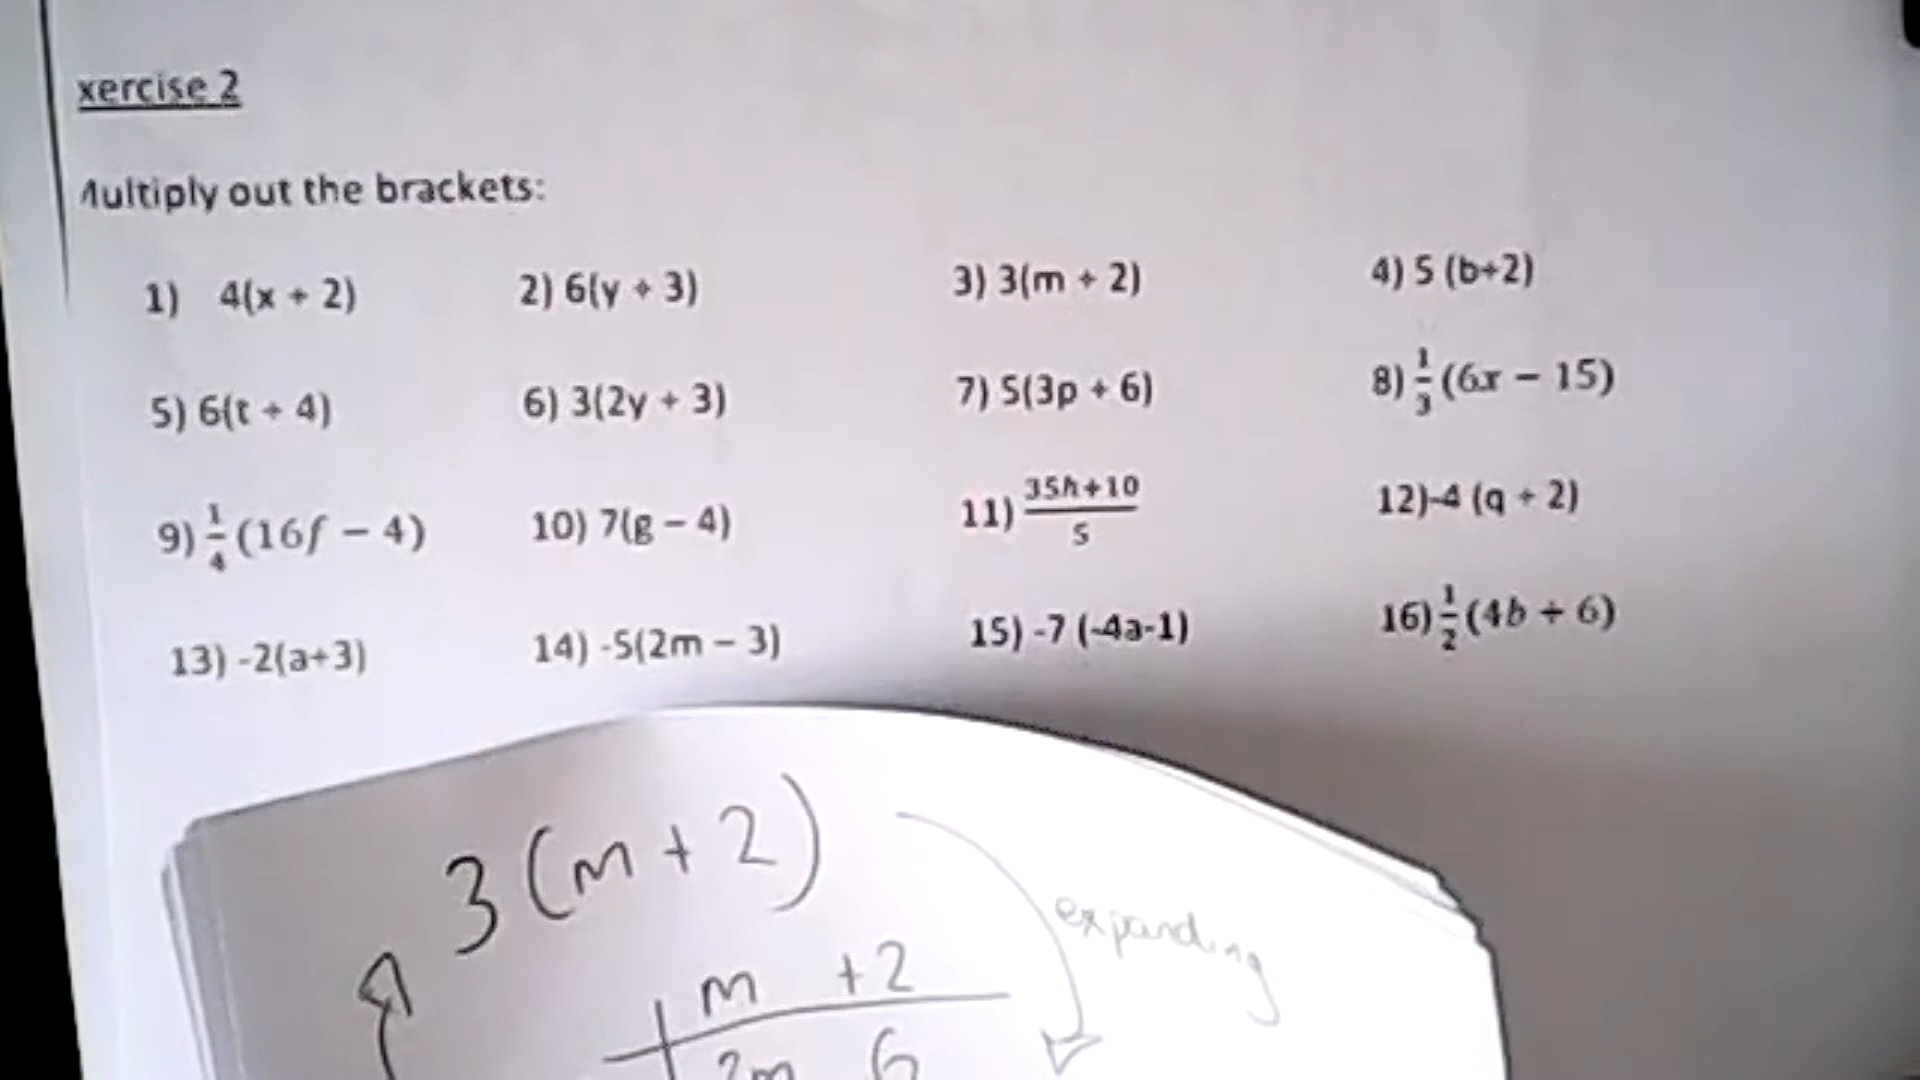 xercise 2
Multiply out the brackets:
1) 4(x + 2) 2) 6(y + 3) 3) 3(m + 2) 4) 5 (b+2)
5) 6(t + 4) 6) 3(2y + 3) 7) 5(3p + 6) 8) 1/3 (6x – 15)
9) 1/4 (16f – 4) 10) 7(g – 4) 11) 35h+10/5 12)-4 (q + 2)
13) -2(a+3) 14) -5(2m – 3) 15) -7 (-4a-1) 16) 1/2 (4b + 6)
3(m+2)
expanding
m +2
3m 6